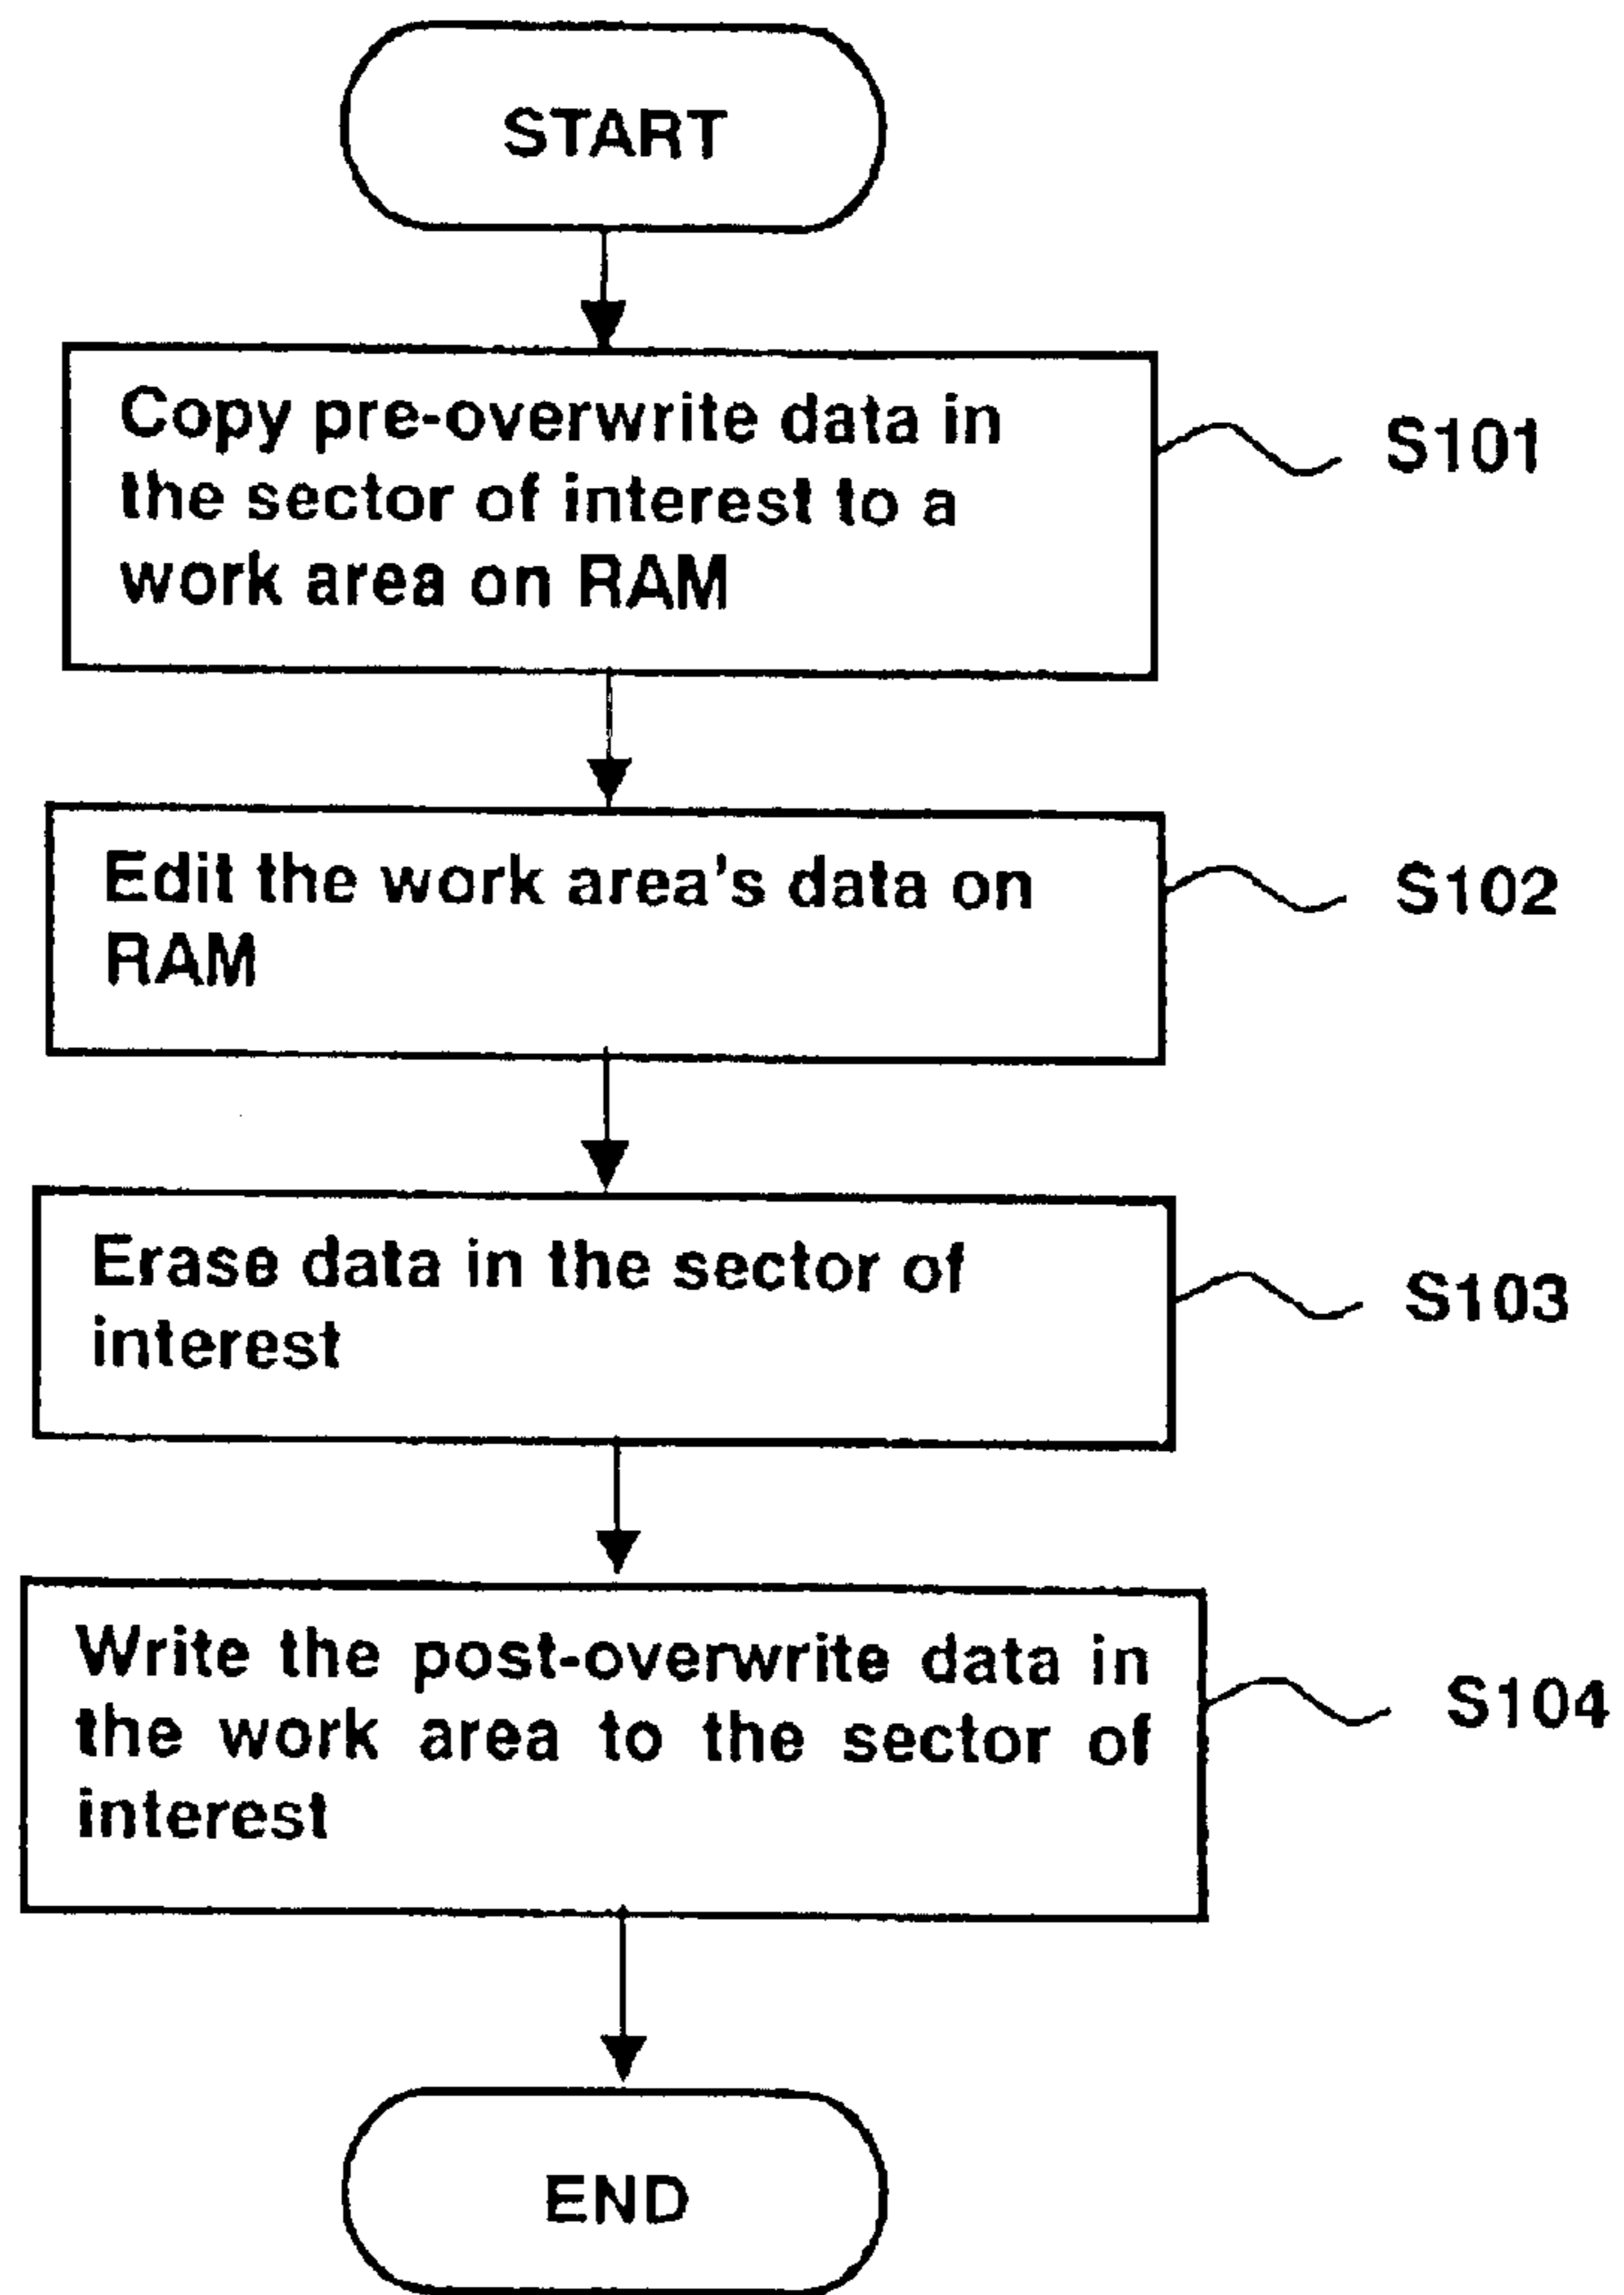 START
Copy pre-overwrite data in
the sector of interest to a
work area on RAM
S101
Edit the work area's data on
RAM
S102
Erase data in the sector of
interest
S103
Write the post-overwrite data in
the work area to the sector of
interest
S104
END